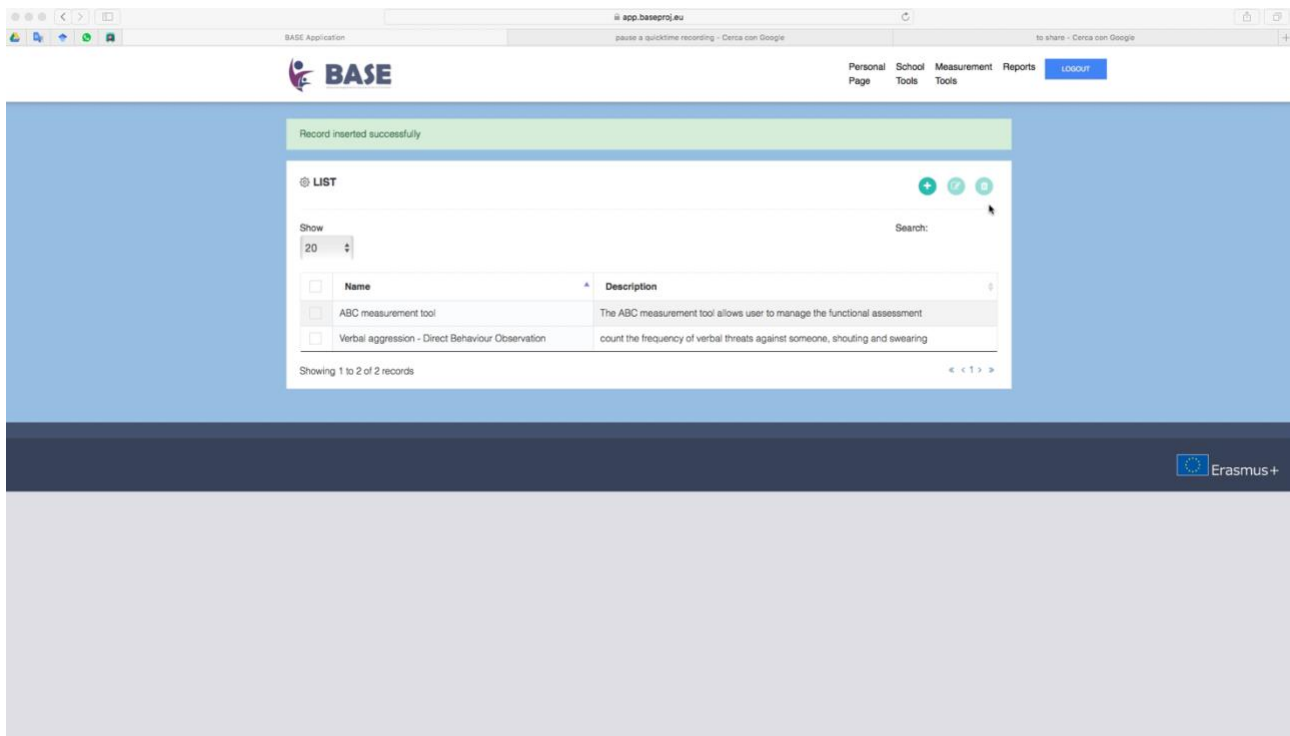 app.baseproj.eu
BASE Application
pause a quicktime recording - Cerca con Google
to share - Cerca con Google
BASE
Personal Page
School Tools
Measurement Tools
Reports
LOGOUT
Record inserted successfully
LIST
Show
Search:
20
Name
Description
ABC measurement tool
The ABC measurement tool allows user to manage the functional assessment
Verbal aggression - Direct Behaviour Observation
count the frequency of verbal threats against someone, shouting and swearing
Showing 1 to 2 of 2 records
« < 1 > »
Erasmus+